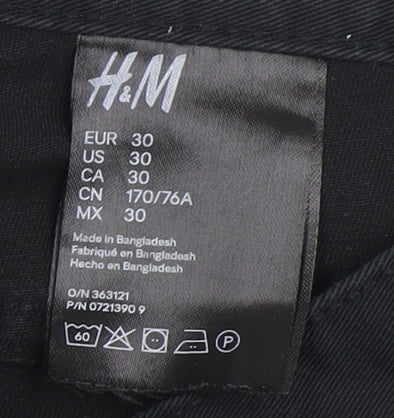 H&M
EUR 30
US 30
CA 30
CN 170/76A
MX 30
Made in Bangladesh
Fabriqué en Bangladesh
Hecho en Bangladesh
O/N 363121
P/N 0721390 9
60 P